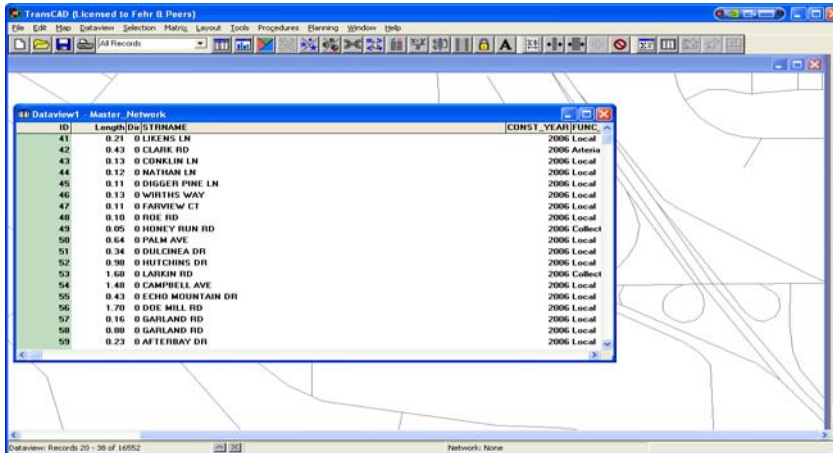 TransCAD (Licensed to Fehr & Peers)
File Edit Map Dataview Selection Matrix Layout Tools Procedures Planning Window Help
All Records
Dataview1 - Master_Network
ID Length Dir STRNAME CONST_YEAR FUNC_
41 0.21 0 LIKENS LN 2006 Local
42 0.43 0 CLARK RD 2006 Arteria
43 0.13 0 CONKLIN LN 2006 Local
44 0.12 0 NATHAN LN 2006 Local
45 0.11 0 DIGGER PINE LN 2006 Local
46 0.13 0 WIRTHS WAY 2006 Local
47 0.11 0 FARVIEW CT 2006 Local
48 0.10 0 ROE RD 2006 Local
49 0.05 0 HONEY RUN RD 2006 Collect
50 0.64 0 PALM AVE 2006 Local
51 0.34 0 DULCINEA DR 2006 Local
52 0.98 0 HUTCHINS DR 2006 Local
53 1.68 0 LARKIN RD 2006 Collect
54 1.48 0 CAMPBELL AVE 2006 Local
55 0.43 0 ECHO MOUNTAIN DR 2006 Local
56 1.70 0 DOE MILL RD 2006 Local
57 0.16 0 GARLAND RD 2006 Local
58 0.80 0 GARLAND RD 2006 Local
59 0.23 0 AFTERBAY DR 2006 Local
Dataview: Records 20 - 38 of 16552 Network: None